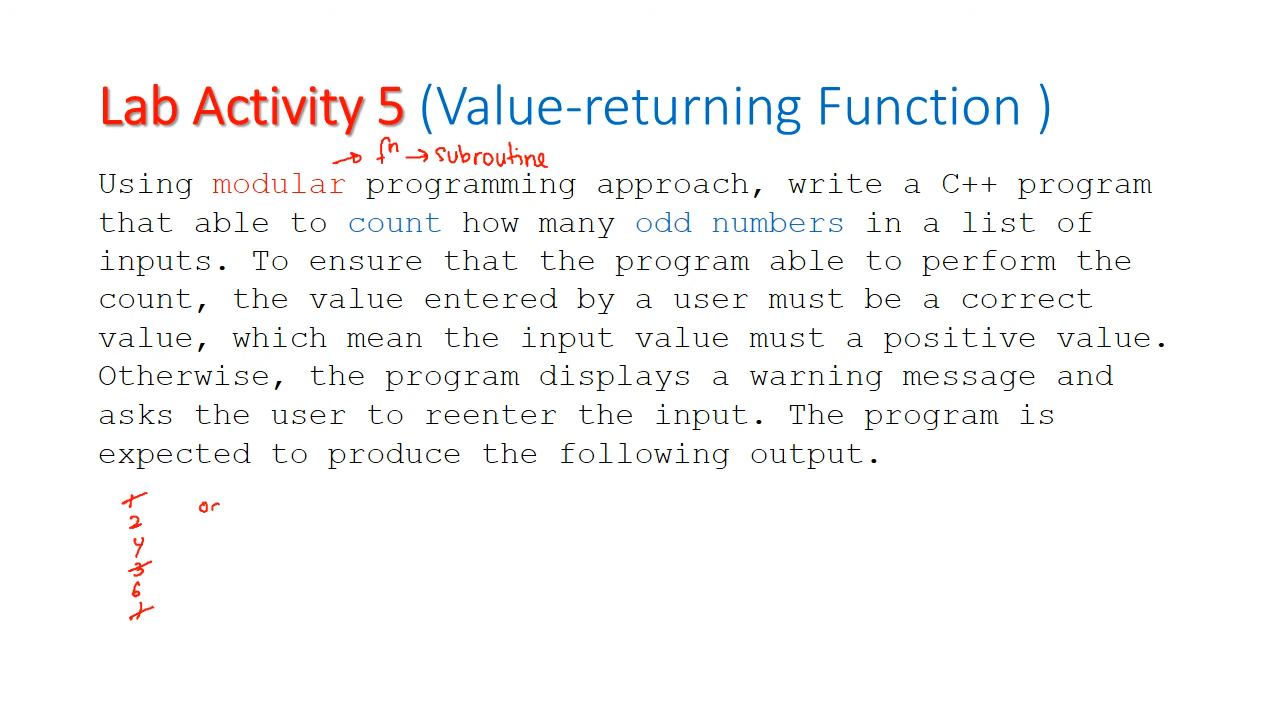 Lab Activity 5 (Value-returning Function )
→ fn → subroutine
Using modular programming approach, write a C++ program
that able to count how many odd numbers in a list of
inputs. To ensure that the program able to perform the
count, the value entered by a user must be a correct
value, which mean the input value must a positive value.
Otherwise, the program displays a warning message and
asks the user to reenter the input. The program is
expected to produce the following output.
or
2
4
3
6